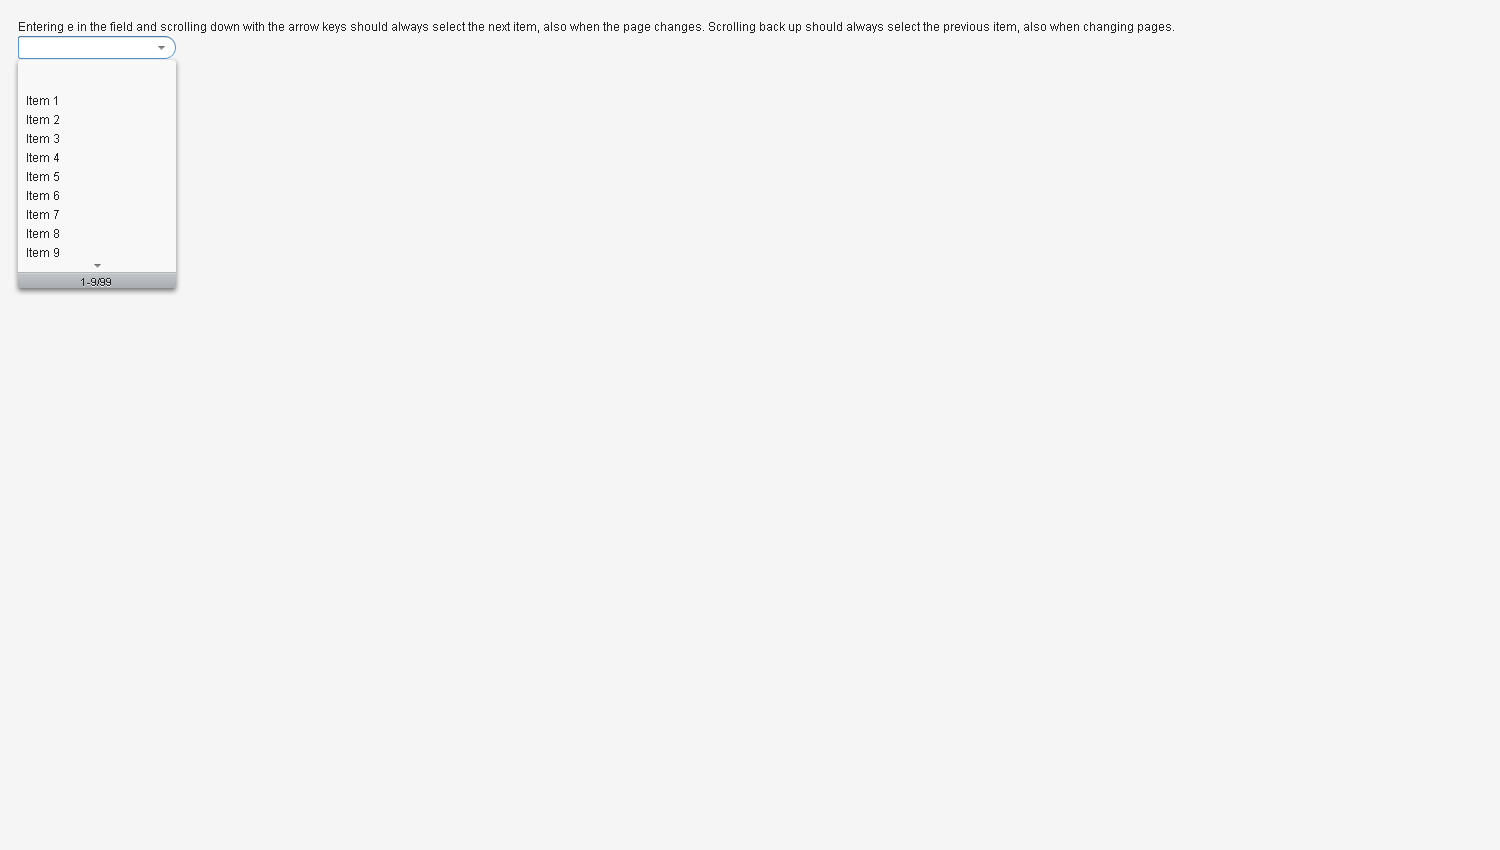 Entering e in the field and scrolling down with the arrow keys should always select the next item, also when the page changes. Scrolling back up should always select the previous item, also when changing pages.
Item 1
Item 2
Item 3
Item 4
Item 5
Item 6
Item 7
Item 8
Item 9
1-9/99